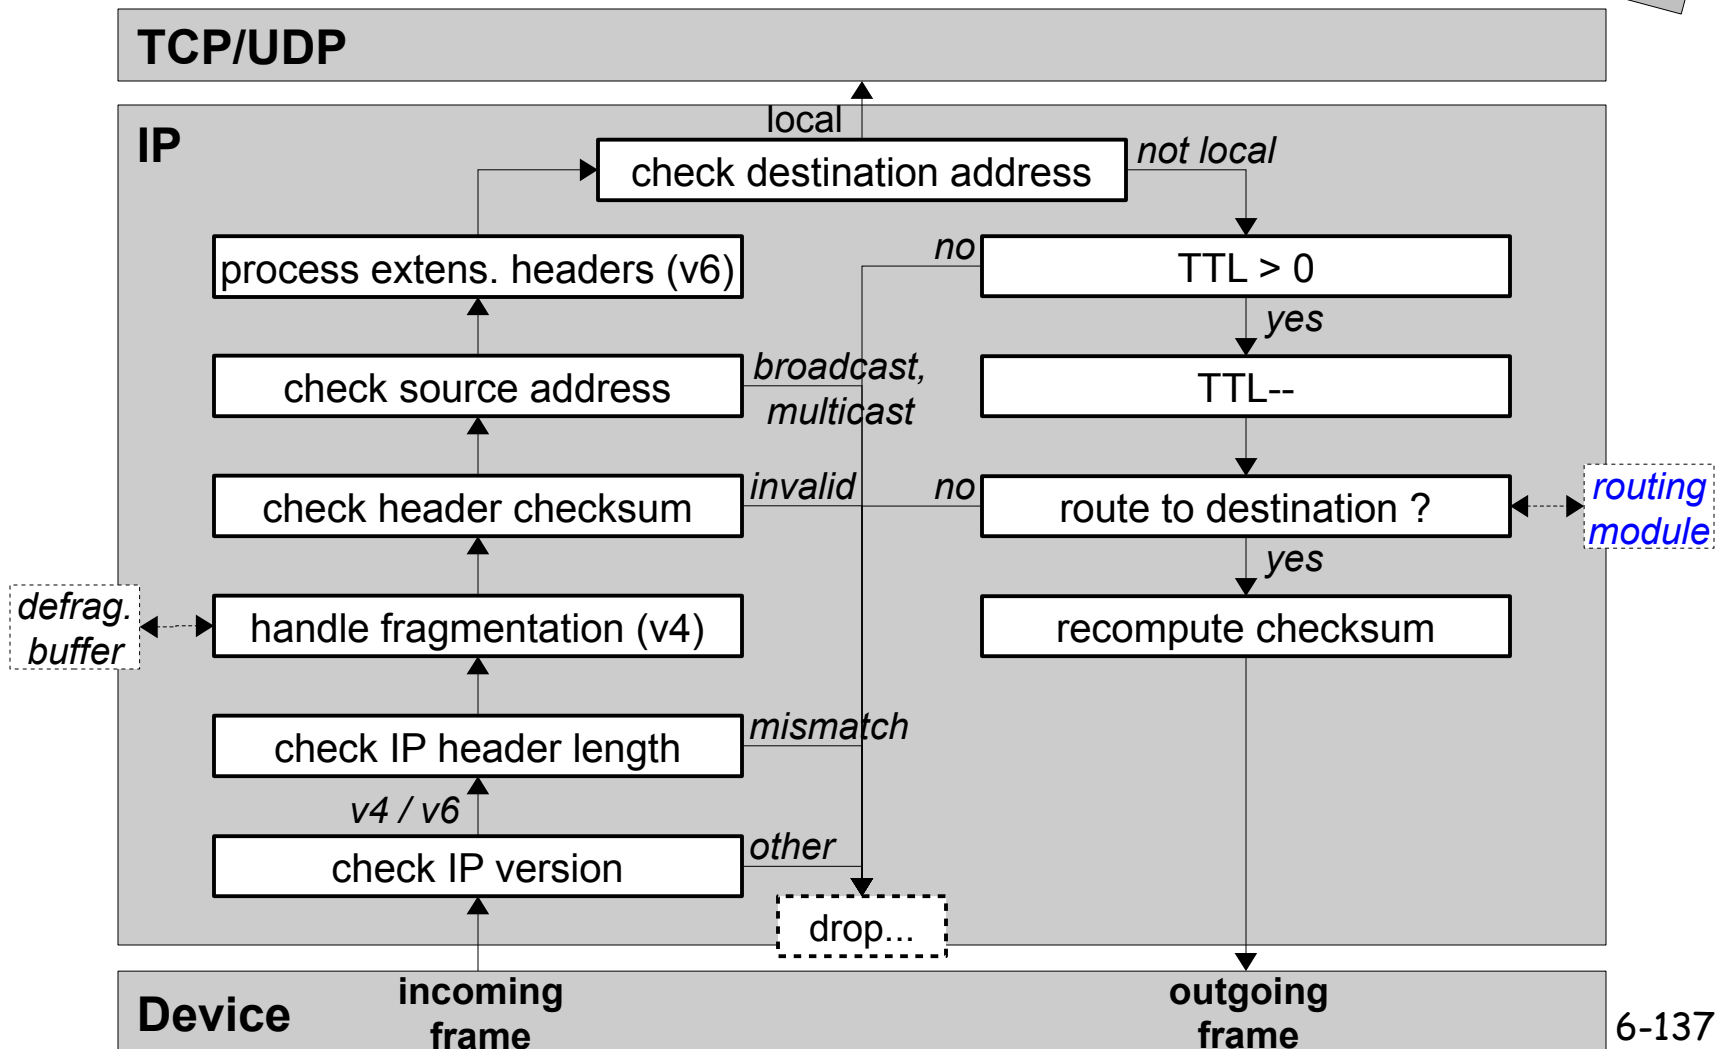 TCP/UDP
IP
local
check destination address
not local
process extens. headers (v6)
no
TTL > 0
yes
check source address
broadcast,
multicast
TTL--
check header checksum
invalid
no
route to destination ?
routing
module
yes
defrag.
buffer
handle fragmentation (v4)
recompute checksum
check IP header length
mismatch
v4 / v6
check IP version
other
drop...
Device
incoming
frame
outgoing
frame
6-137